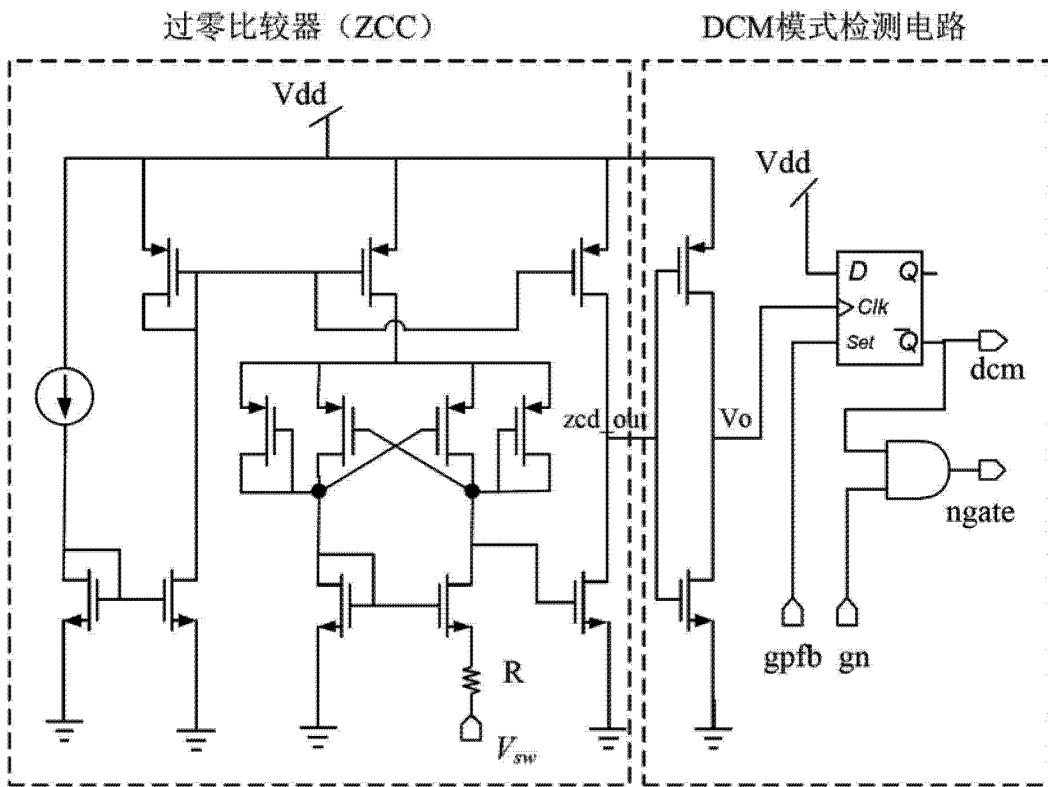 过零比较器（ZCC）
DCM模式检测电路
Vdd
Vdd
D Q
Clk
Set Q̅
dcm
zcd_out
Vo
ngate
gpfb gn
R
Vsw